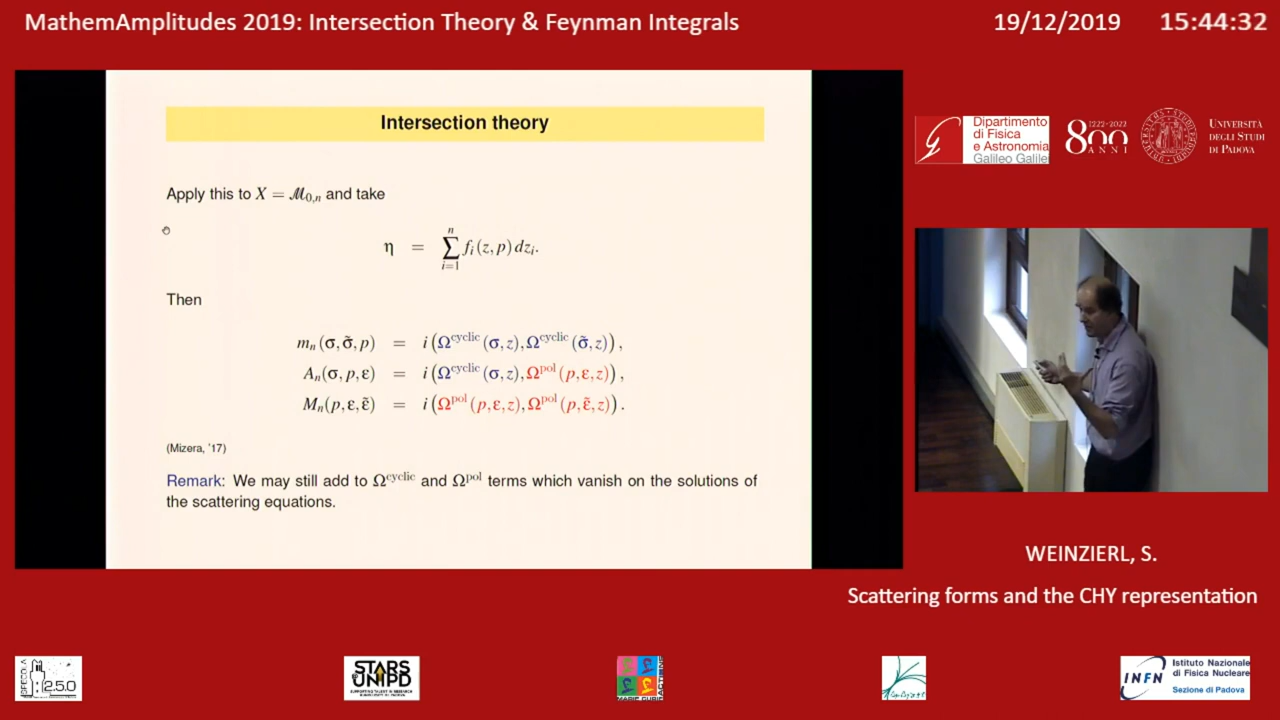 MathemAmplitudes 2019: Intersection Theory & Feynman Integrals
19/12/2019 15:44:32
Intersection theory
Apply this to X = ℳ₀,ₙ and take
η = ∑ᵢ₌₁ⁿ fᵢ(z, p) dzᵢ.
Then
mₙ(σ, σ̃, p) = i(Ω^cyclic(σ, z), Ω^cyclic(σ̃, z)),
Aₙ(σ, p, ε) = i(Ω^cyclic(σ, z), Ω^pol(p, ε, z)),
Mₙ(p, ε, ε̃) = i(Ω^pol(p, ε, z), Ω^pol(p, ε̃, z)).
(Mizera, '17)
Remark: We may still add to Ω^cyclic and Ω^pol terms which vanish on the solutions of
the scattering equations.
Dipartimento
di Fisica
e Astronomia
Galileo Galile
1222-2022
800
ANNI
UNIVERSITÀ
DEGLI STUDI
DI PADOVA
WEINZIERL, S.
Scattering forms and the CHY representation
SPECOLA
250
STARS
UNIPD
INFN
Istituto Nazionale
di Fisica Nucleare
Sezione di Padova